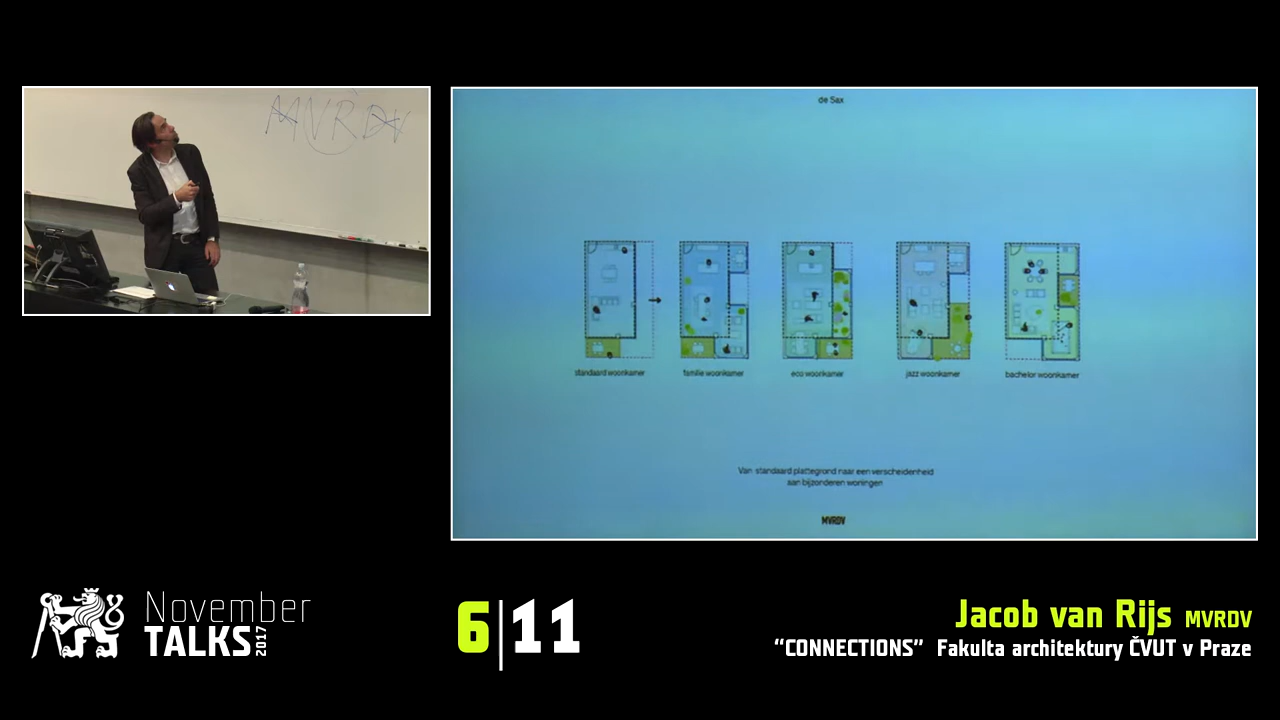 MVRDV
de Sax
standaard woonkamer
familie woonkamer
eco woonkamer
jazz woonkamer
bachelor woonkamer
Van standaard plattegrond naar een verscheidenheid
aan bijzonderen woningen
MVRDV
November
TALKS 2017
6|11
Jacob van Rijs MVRDV
“CONNECTIONS” Fakulta architektury ČVUT v Praze